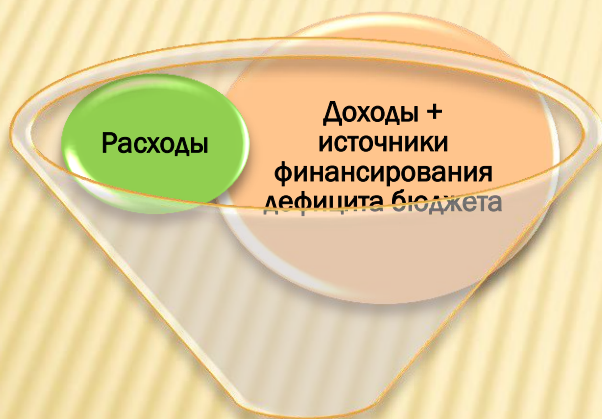 Расходы
Доходы +
источники
финансирования
дефицита бюджета